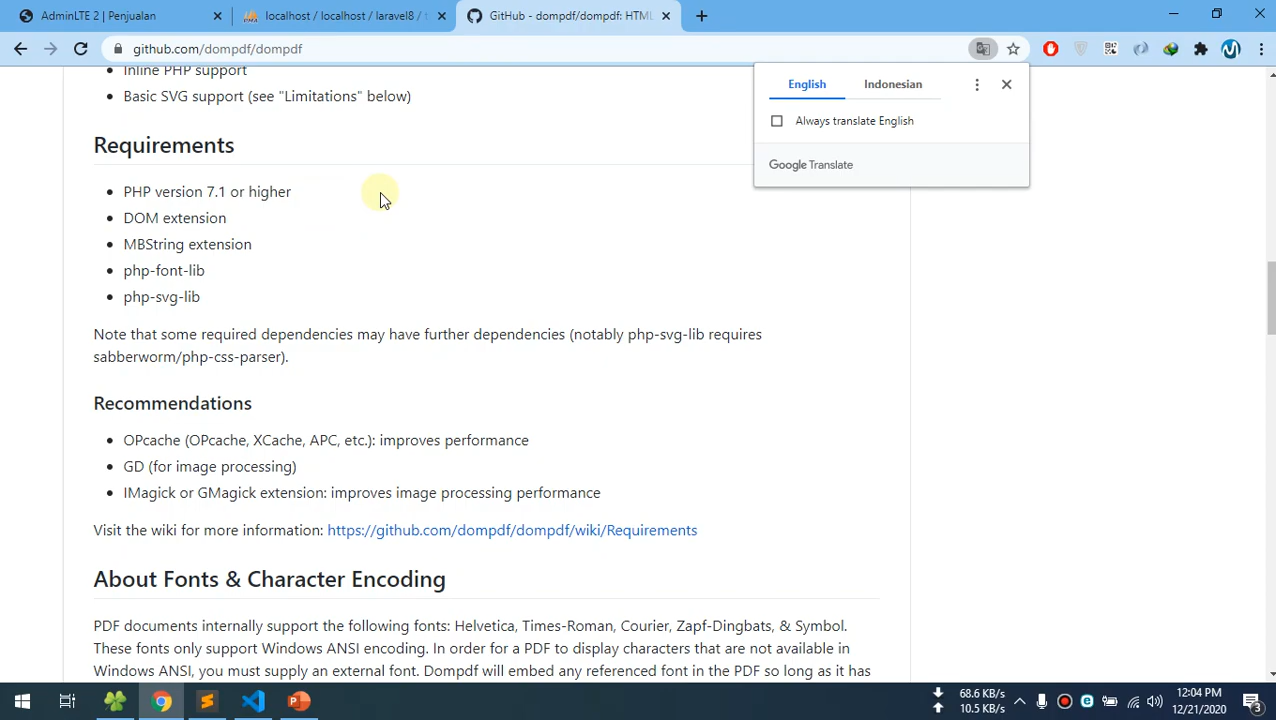 AdminLTE 2 | Penjualan
localhost / localhost / laravel8 / t
GitHub - dompdf/dompdf: HTML
github.com/dompdf/dompdf
Inline PHP support
Basic SVG support (see "Limitations" below)
English
Indonesian
Always translate English
Google Translate
Requirements
PHP version 7.1 or higher
DOM extension
MBString extension
php-font-lib
php-svg-lib
Note that some required dependencies may have further dependencies (notably php-svg-lib requires
sabberworm/php-css-parser).
Recommendations
OPcache (OPcache, XCache, APC, etc.): improves performance
GD (for image processing)
IMagick or GMagick extension: improves image processing performance
Visit the wiki for more information: https://github.com/dompdf/dompdf/wiki/Requirements
About Fonts & Character Encoding
PDF documents internally support the following fonts: Helvetica, Times-Roman, Courier, Zapf-Dingbats, & Symbol.
These fonts only support Windows ANSI encoding. In order for a PDF to display characters that are not available in
Windows ANSI, you must supply an external font. Dompdf will embed any referenced font in the PDF so long as it has
68.6 KB/s
10.5 KB/s
12:04 PM
12/21/2020
3